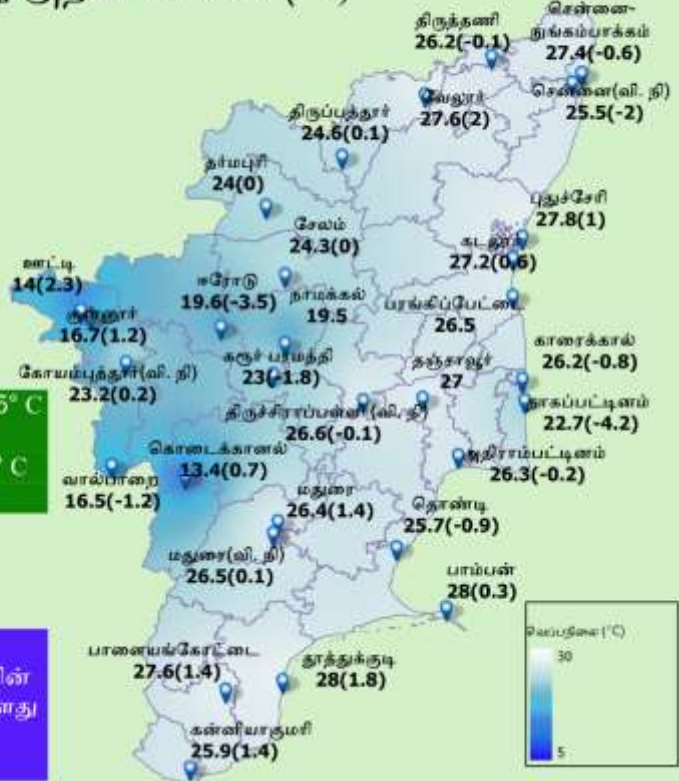 சென்னை-
நுங்கம்பாக்கம்
27.4(-0.6)
திருத்தணி
26.2(-0.1)
சென்னை(வி. நி)
25.5(-2)
வேலூர்
27.6(2)
திருப்பத்தூர்
24.6(0.1)
தர்மபுரி
24(0)
புதுச்சேரி
27.8(1)
சேலம்
24.3(0)
கடலூர்
27.2(0.6)
ஊட்டி
14(2.3)
ஈரோடு
19.6(-3.5)
நாமக்கல்
19.5
பரங்கிப்பேட்டை
26.5
குன்னூர்
16.7(1.2)
காரைக்கால்
26.2(-0.8)
கரூர் பரமத்தி
23(-1.8)
தஞ்சாவூர்
27
கோயம்புத்தூர்(வி. நி)
23.2(0.2)
நாகப்பட்டினம்
22.7(-4.2)
திருச்சிராப்பள்ளி(வி. நி)
26.6(-0.1)
° C
° C
கொடைக்கானல்
13.4(0.7)
அதிராம்பட்டினம்
26.3(-0.2)
வால்பாறை
16.5(-1.2)
மதுரை
26.4(1.4)
தொண்டி
25.7(-0.9)
மதுரை(வி. நி)
26.5(0.1)
பாம்பன்
28(0.3)
வெப்பநிலை (°C)
30
5
பாளையங்கோட்டை
27.6(1.4)
தூத்துக்குடி
28(1.8)
கன்னியாகுமரி
25.9(1.4)